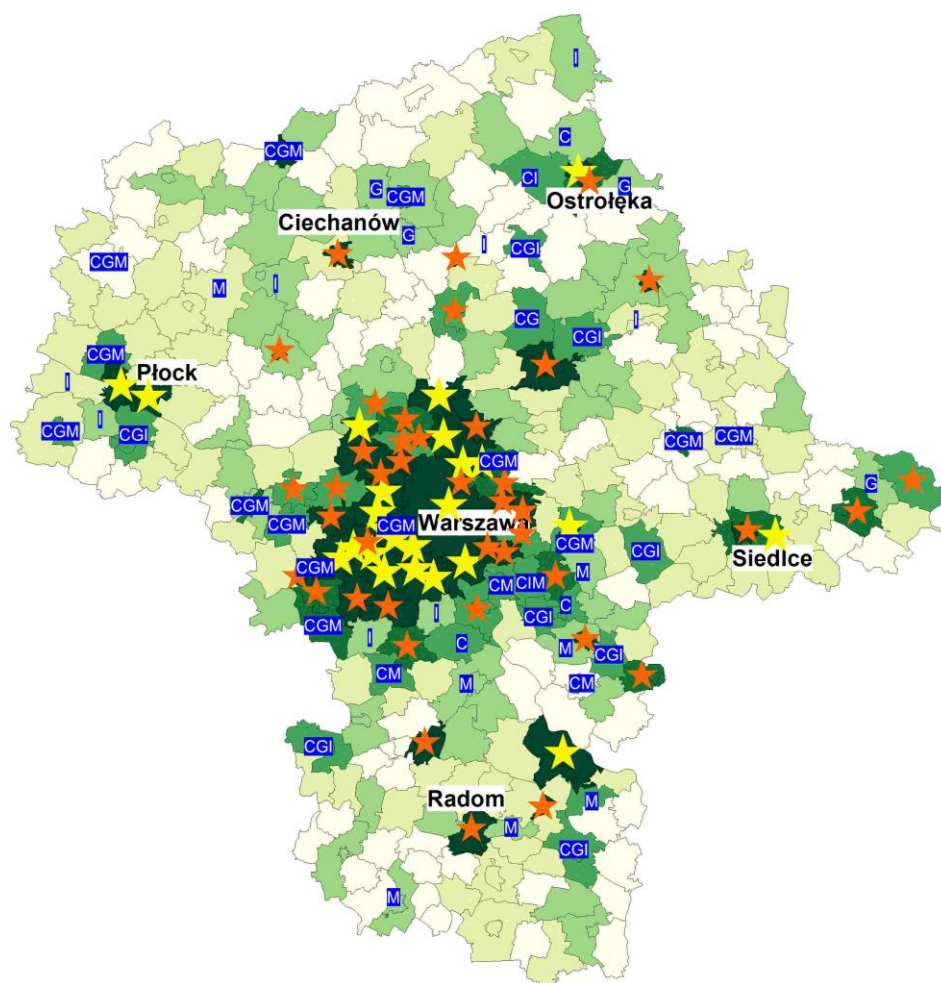 I
C
CGM
CI
G
G
CGM
Ostrołęka
Ciechanów
G
I
CGI
CGM
M
I
CG
I
CGI
CGM
Płock
I
I
CGM
CGI
CGM
CGM
CGM
G
CGM
CGM
CGM
Warszawa
CGM
CGI
Siedlce
CGM
M
CM
CIM
C
I
CGI
CGM
I
C
M
CGI
CM
M
CM
CGI
Radom
M
M
CGI
M